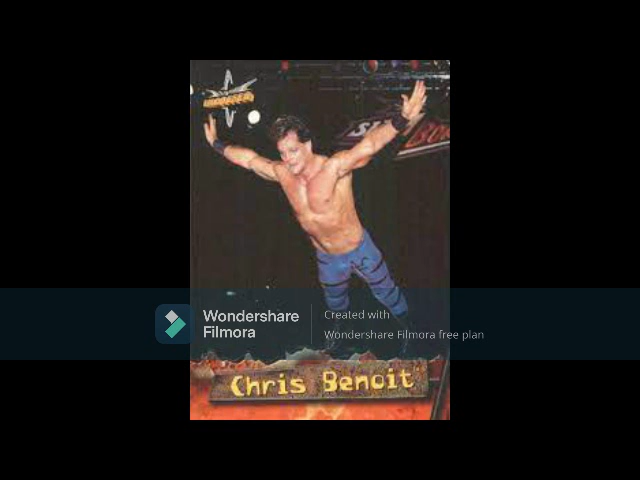 Wondershare
Filmora
Created with
Wondershare Filmora free plan
Chris Benoit